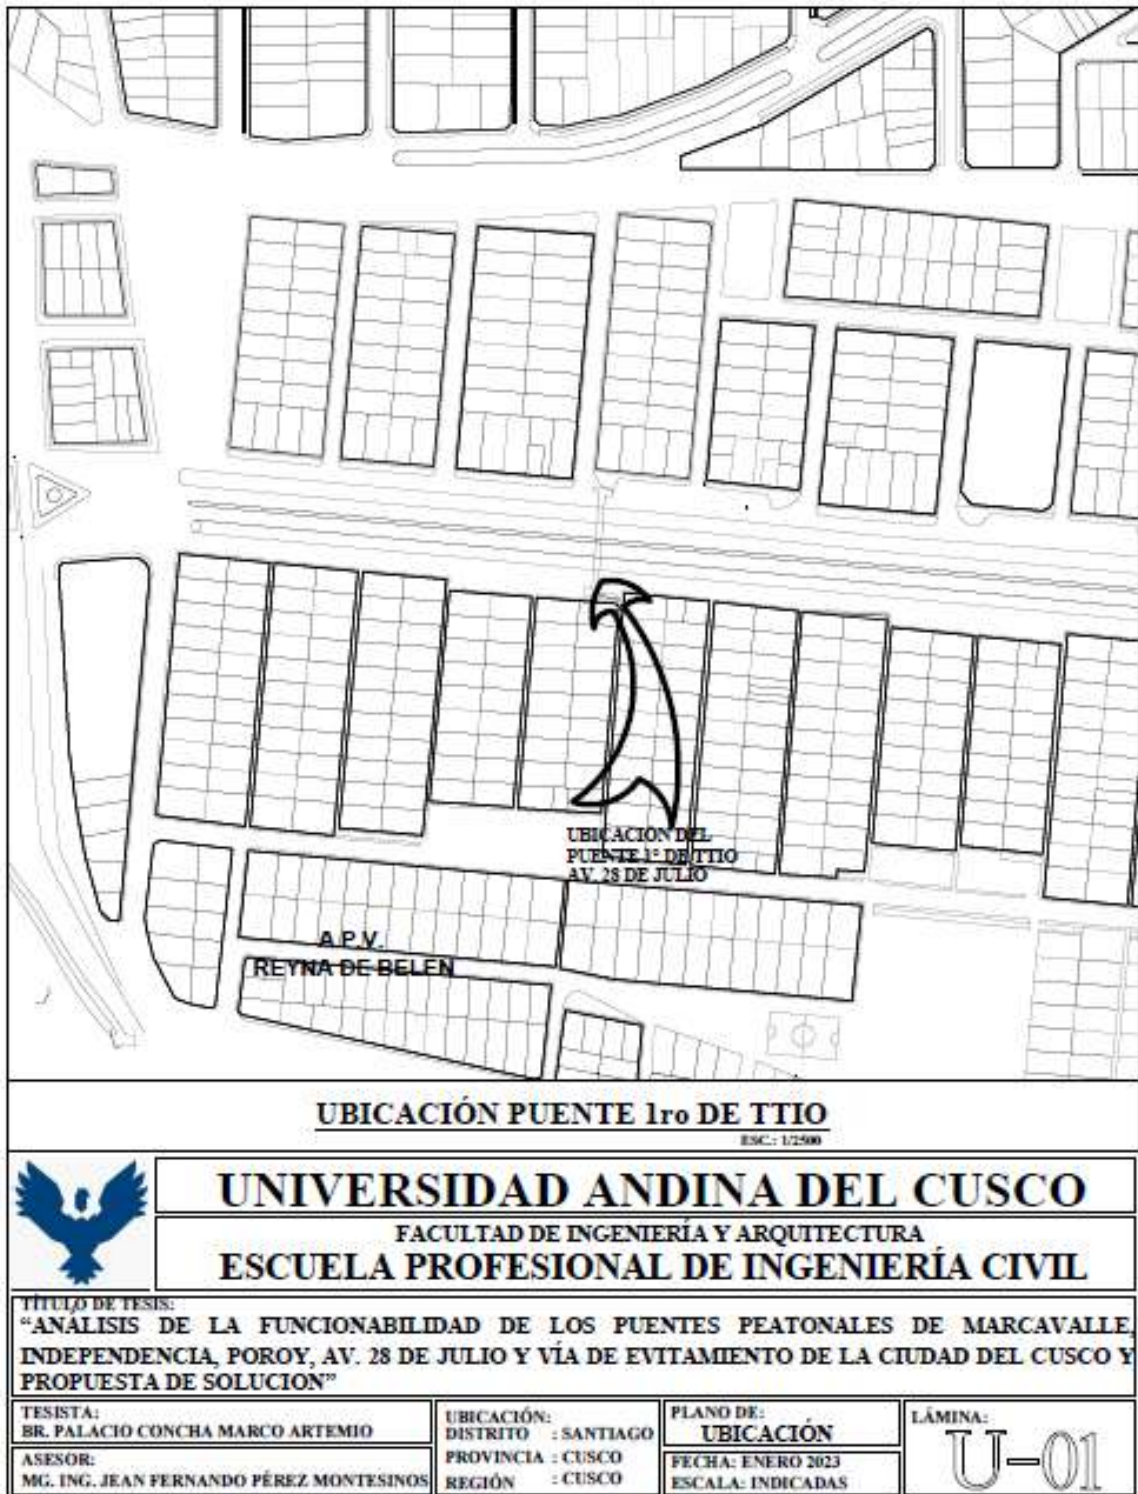 UBICACIÓN DEL
PUENTE 1° DE TTIO
AV. 28 DE JULIO
A.P.V.
REYNA DE BELEN
UBICACIÓN PUENTE 1ro DE TTIO
ESC.: 1/2500
UNIVERSIDAD ANDINA DEL CUSCO
FACULTAD DE INGENIERÍA Y ARQUITECTURA
ESCUELA PROFESIONAL DE INGENIERÍA CIVIL
TÍTULO DE TESIS:
“ANÁLISIS DE LA FUNCIONABILIDAD DE LOS PUENTES PEATONALES DE MARCAVALLE,
INDEPENDENCIA, POROY, AV. 28 DE JULIO Y VÍA DE EVITAMIENTO DE LA CIUDAD DEL CUSCO Y
PROPUESTA DE SOLUCION”
TESISTA:
BR. PALACIO CONCHA MARCO ARTEMIO
ASESOR:
MG. ING. JEAN FERNANDO PÉREZ MONTESINOS
UBICACIÓN:
DISTRITO : SANTIAGO
PROVINCIA : CUSCO
REGIÓN : CUSCO
PLANO DE:
UBICACIÓN
FECHA: ENERO 2023
ESCALA: INDICADAS
LÁMINA:
U-01